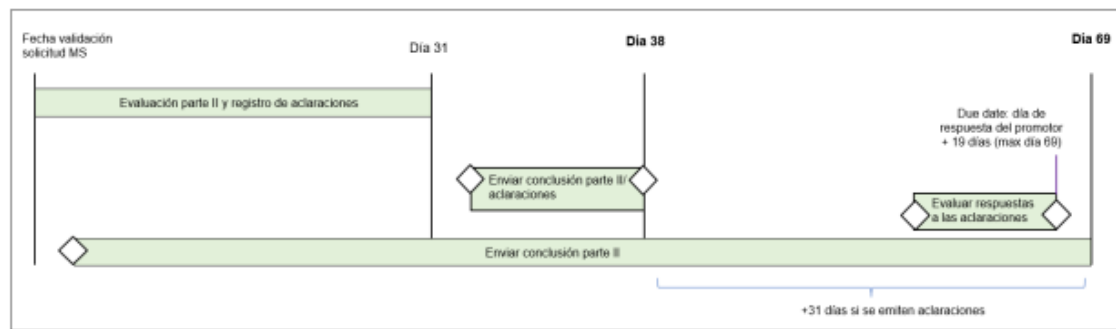 Fecha validación
solicitud MS
Día 31
Día 38
Día 69
Evaluación parte II y registro de aclaraciones
Due date: día de
respuesta del promotor
+ 19 días (max día 69)
Enviar conclusión parte II/
aclaraciones
Evaluar respuestas
a las aclaraciones
Enviar conclusión parte II
+31 días si se emiten aclaraciones